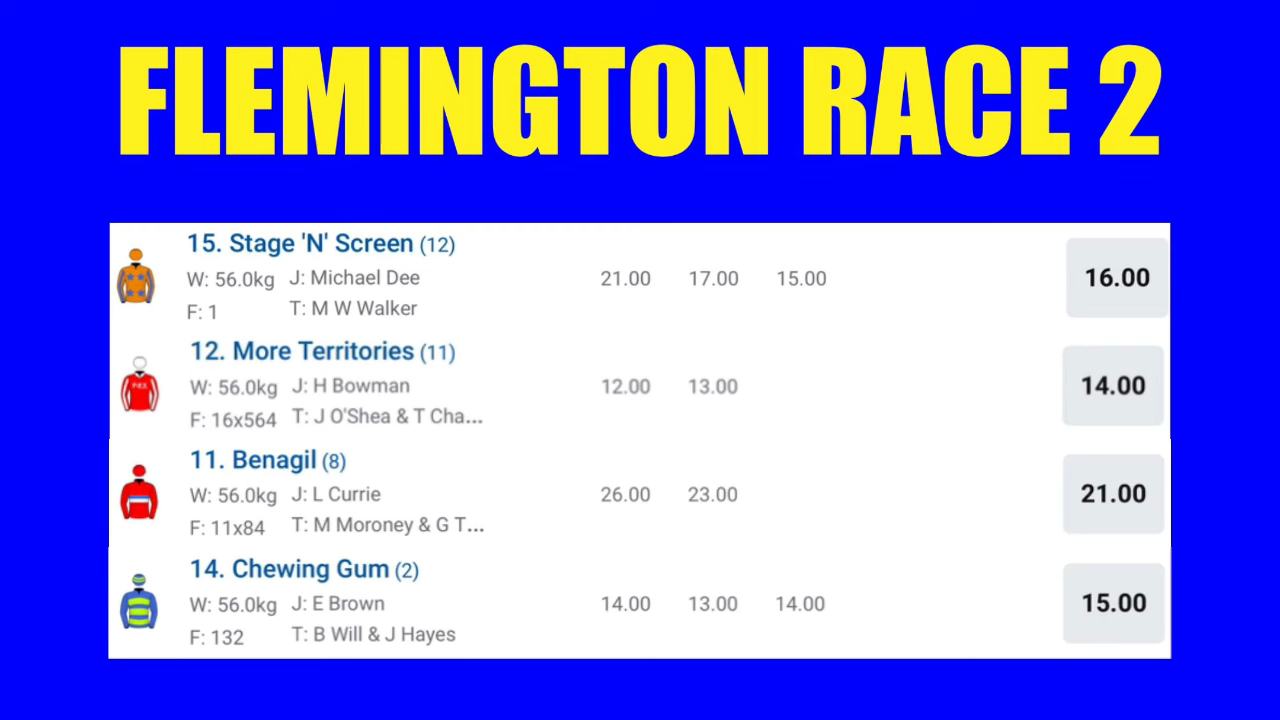 FLEMINGTON RACE 2
15. Stage 'N' Screen (12)
W: 56.0kg J: Michael Dee 21.00 17.00 15.00 16.00
F: 1 T: M W Walker
12. More Territories (11)
W: 56.0kg J: H Bowman 12.00 13.00 14.00
F: 16x564 T: J O'Shea & T Cha...
11. Benagil (8)
W: 56.0kg J: L Currie 26.00 23.00 21.00
F: 11x84 T: M Moroney & G T...
14. Chewing Gum (2)
W: 56.0kg J: E Brown 14.00 13.00 14.00 15.00
F: 132 T: B Will & J Hayes